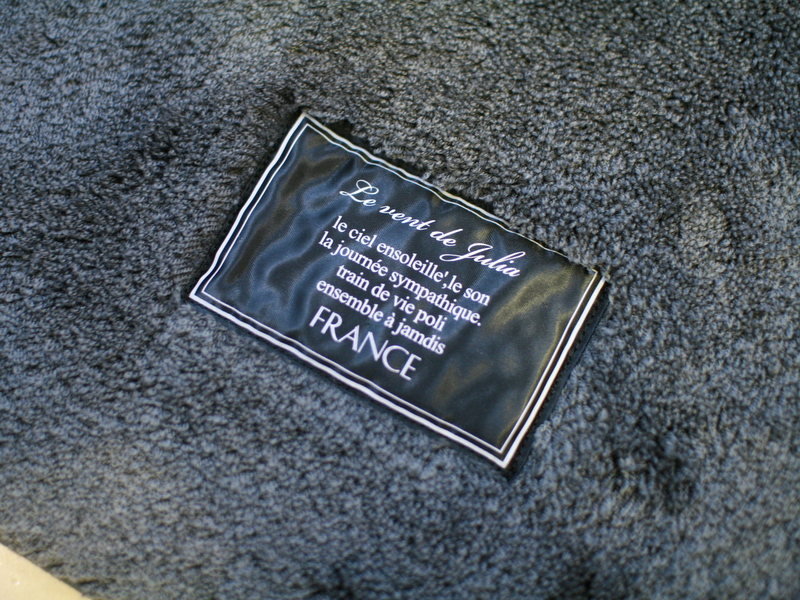 Le vent de Julia
le ciel ensoleille',le son
la journée sympathique.
train de vie poli
ensemble à jamdis
FRANCE